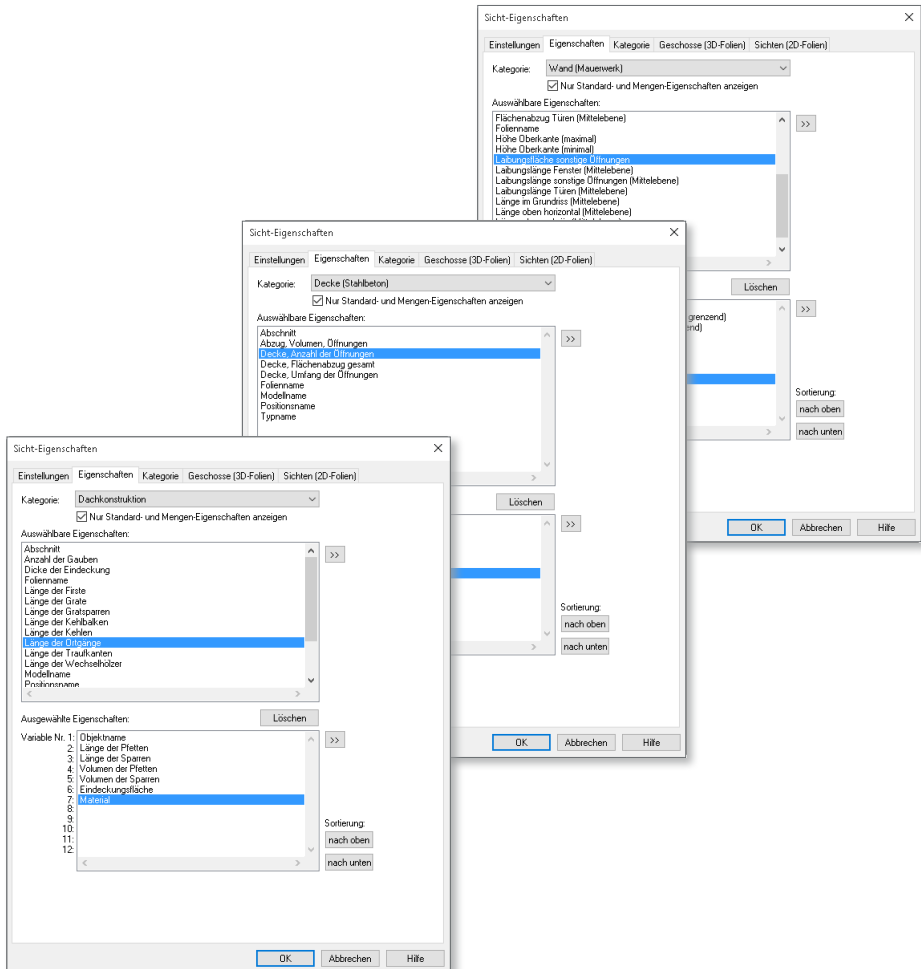 Sicht-Eigenschaften
Einstellungen Eigenschaften Kategorie Geschosse (3D-Folien) Sichten (2D-Folien)
Kategorie: Wand (Mauerwerk)
Nur Standard- und Mengen-Eigenschaften anzeigen
Auswählbare Eigenschaften:
Flächenabzug Türen (Mittelebene)
Folienname
Höhe Oberkante (maximal)
Höhe Oberkante (minimal)
Laibungsfläche sonstige Öffnungen
Laibungslänge Fenster (Mittelebene)
Laibungslänge sonstige Öffnungen (Mittelebene)
Laibungslänge Türen (Mittelebene)
Länge im Grundriss (Mittelebene)
Länge oben horizontal (Mittelebene)
>>
Löschen
grenzend)
end)
>>
Sortierung:
nach oben
nach unten
OK Abbrechen Hilfe
Sicht-Eigenschaften
Einstellungen Eigenschaften Kategorie Geschosse (3D-Folien) Sichten (2D-Folien)
Kategorie: Decke (Stahlbeton)
Nur Standard- und Mengen-Eigenschaften anzeigen
Auswählbare Eigenschaften:
Abschnitt
Abzug, Volumen, Öffnungen
Decke, Anzahl der Öffnungen
Decke, Flächenabzug gesamt
Decke, Umfang der Öffnungen
Folienname
Modellname
Positionsname
Typname
>>
Löschen
>>
Sortierung:
nach oben
nach unten
OK Abbrechen Hilfe
Sicht-Eigenschaften
Einstellungen Eigenschaften Kategorie Geschosse (3D-Folien) Sichten (2D-Folien)
Kategorie: Dachkonstruktion
Nur Standard- und Mengen-Eigenschaften anzeigen
Auswählbare Eigenschaften:
Abschnitt
Anzahl der Gauben
Dicke der Eindeckung
Folienname
Länge der Firste
Länge der Grate
Länge der Gratsparren
Länge der Kehlbalken
Länge der Kehlen
Länge der Ortgänge
Länge der Traufkanten
Länge der Wechselhölzer
Modellname
Positionsname
>>
Ausgewählte Eigenschaften: Löschen
Variable Nr. 1: Objektname
2: Länge der Pfetten
3: Länge der Sparren
4: Volumen der Pfetten
5: Volumen der Sparren
6: Eindeckungsfläche
7: Material
8:
9:
10:
11:
12:
>>
Sortierung:
nach oben
nach unten
OK Abbrechen Hilfe